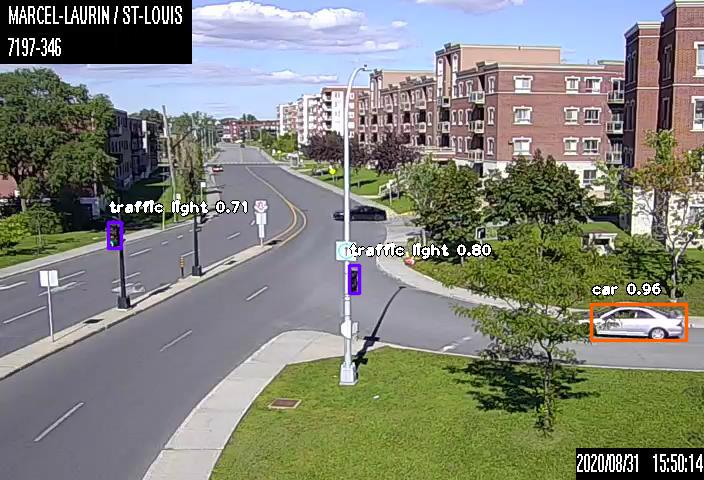 MARCEL-LAURIN / ST-LOUIS
7197-346
traffic light 0.71
traffic light 0.80
car 0.96
2020/08/31 15:50:14